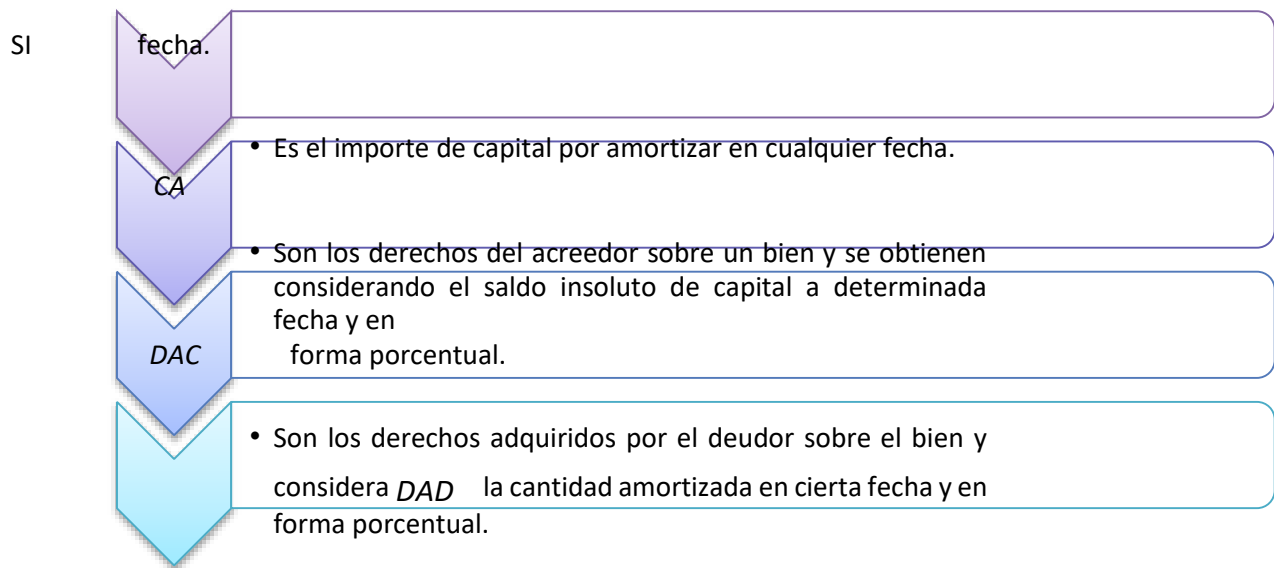 SI fecha.
• Es el importe de capital por amortizar en cualquier fecha.
CA
• Son los derechos del acreedor sobre un bien y se obtienen
considerando el saldo insoluto de capital a determinada
fecha y en
DAC forma porcentual.
• Son los derechos adquiridos por el deudor sobre el bien y
considera DAD la cantidad amortizada en cierta fecha y en
forma porcentual.